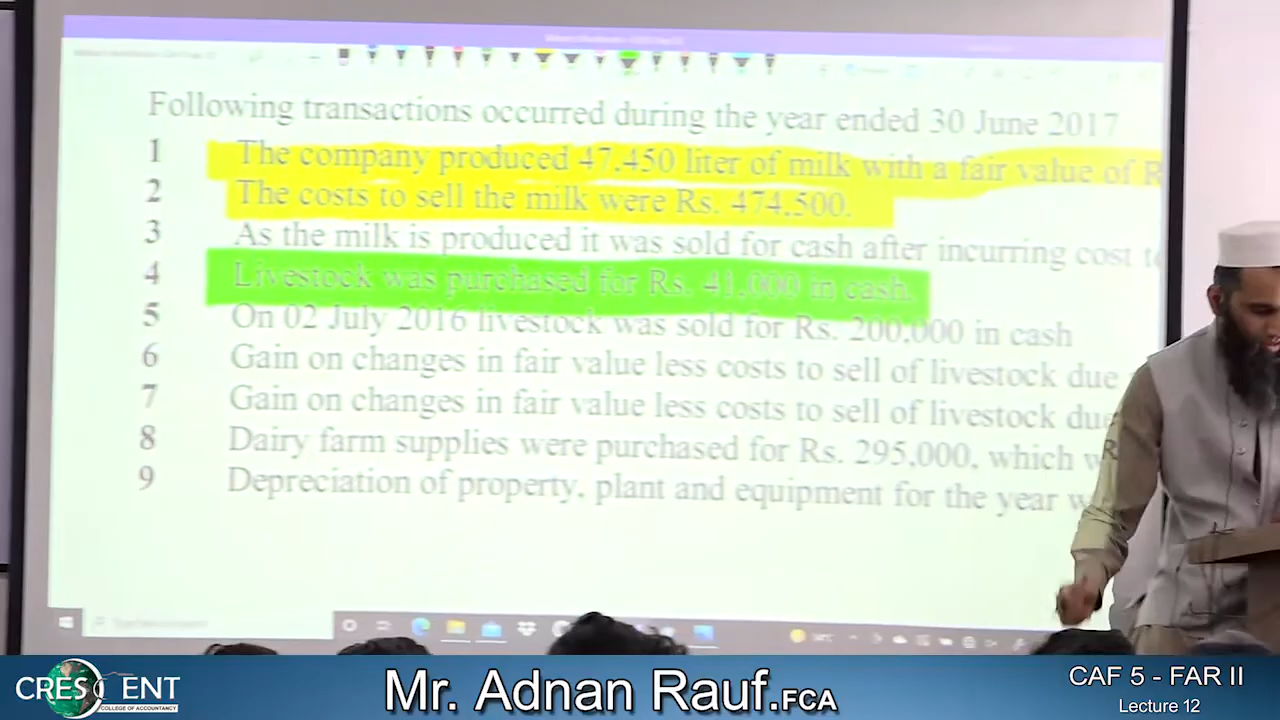 Following transactions occurred during the year ended 30 June 2017
1 The company produced 47,450 liter of milk with a fair value of R
2 The costs to sell the milk were Rs. 474,500.
3 As the milk is produced it was sold for cash after incurring cost
4 Livestock was purchased for Rs. 41,000 in cash.
5 On 02 July 2016 livestock was sold for Rs. 200,000 in cash
6 Gain on changes in fair value less costs to sell of livestock due
7 Gain on changes in fair value less costs to sell of livestock due
8 Dairy farm supplies were purchased for Rs. 295,000, which
9 Depreciation of property, plant and equipment for the year
CRESCENT
COLLEGE OF ACCOUNTANCY
Mr. Adnan Rauf.FCA
CAF 5 - FAR II
Lecture 12